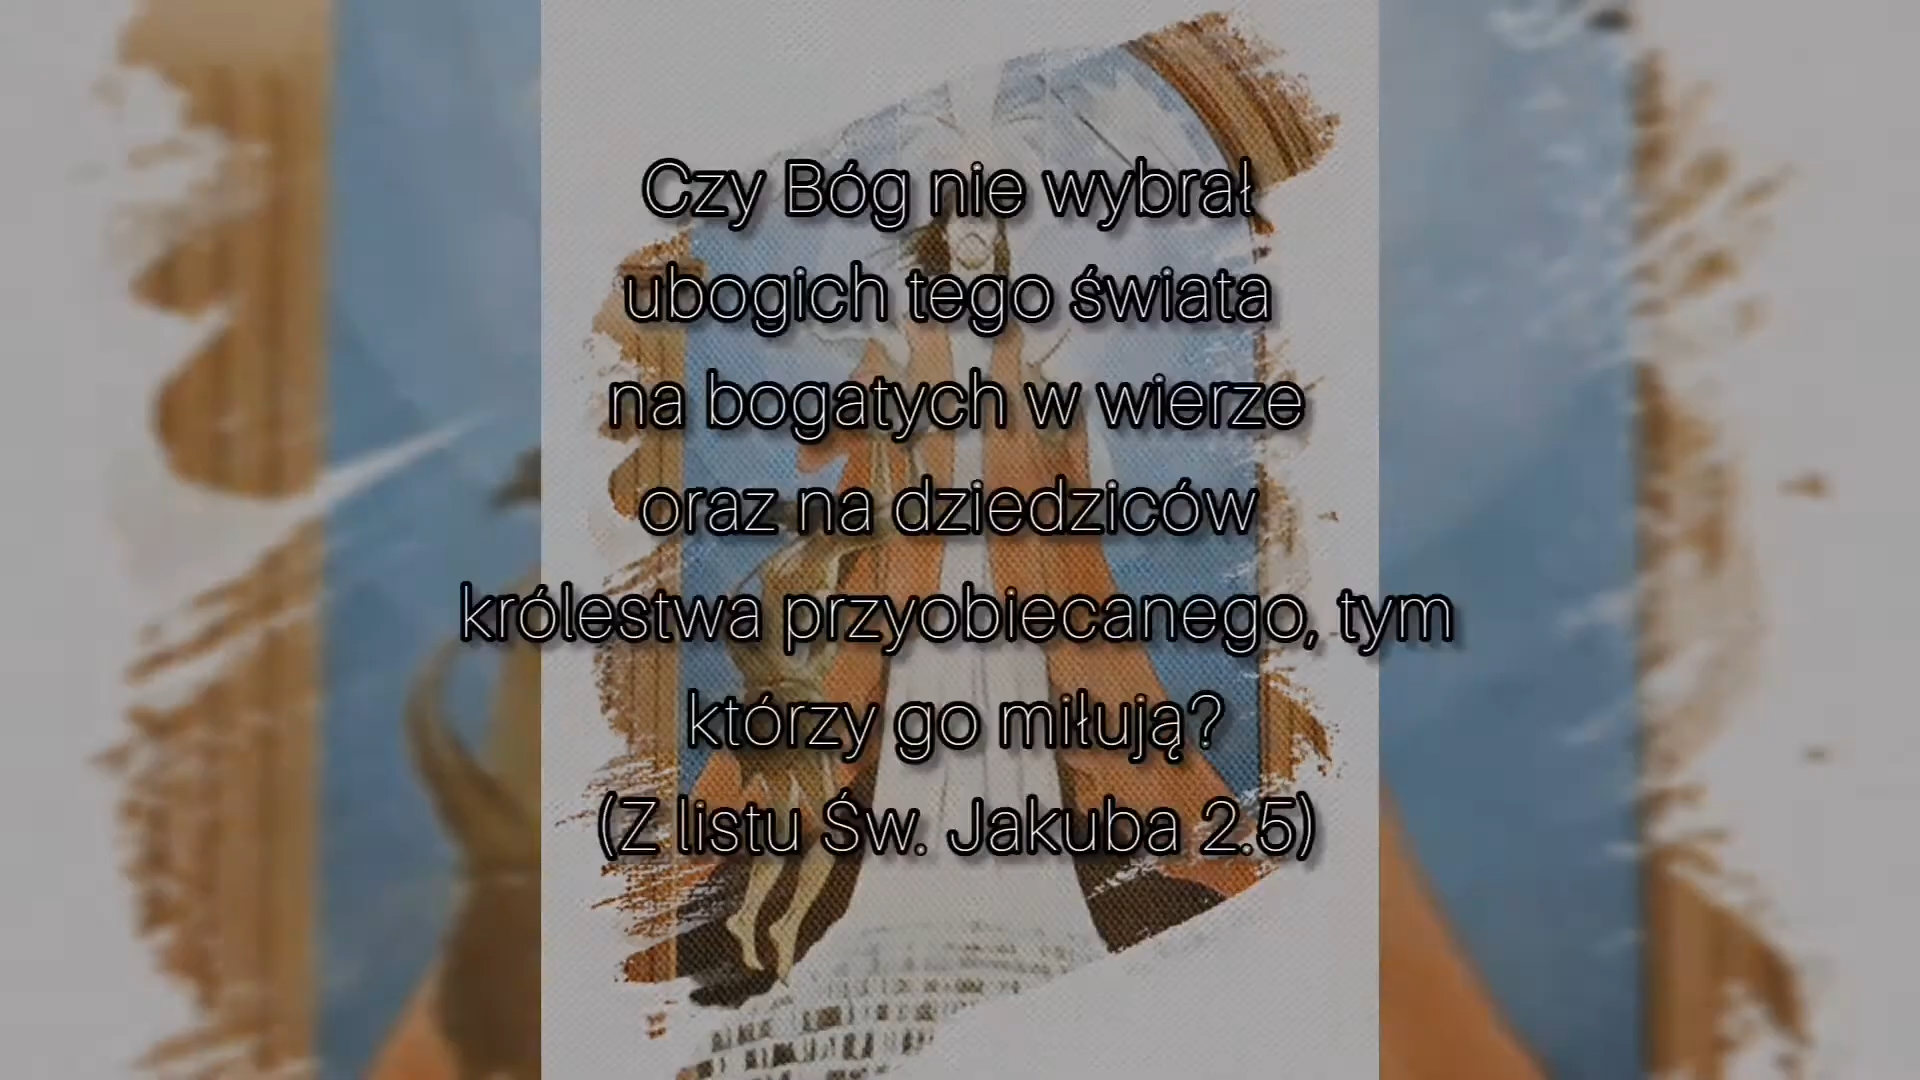 Czy Bóg nie wybrał
ubogich tego świata
na bogatych w wierze
oraz na dziedziców
królestwa przyobiecanego, tym
którzy go miłują?
(Z listu Św. Jakuba 2.5)